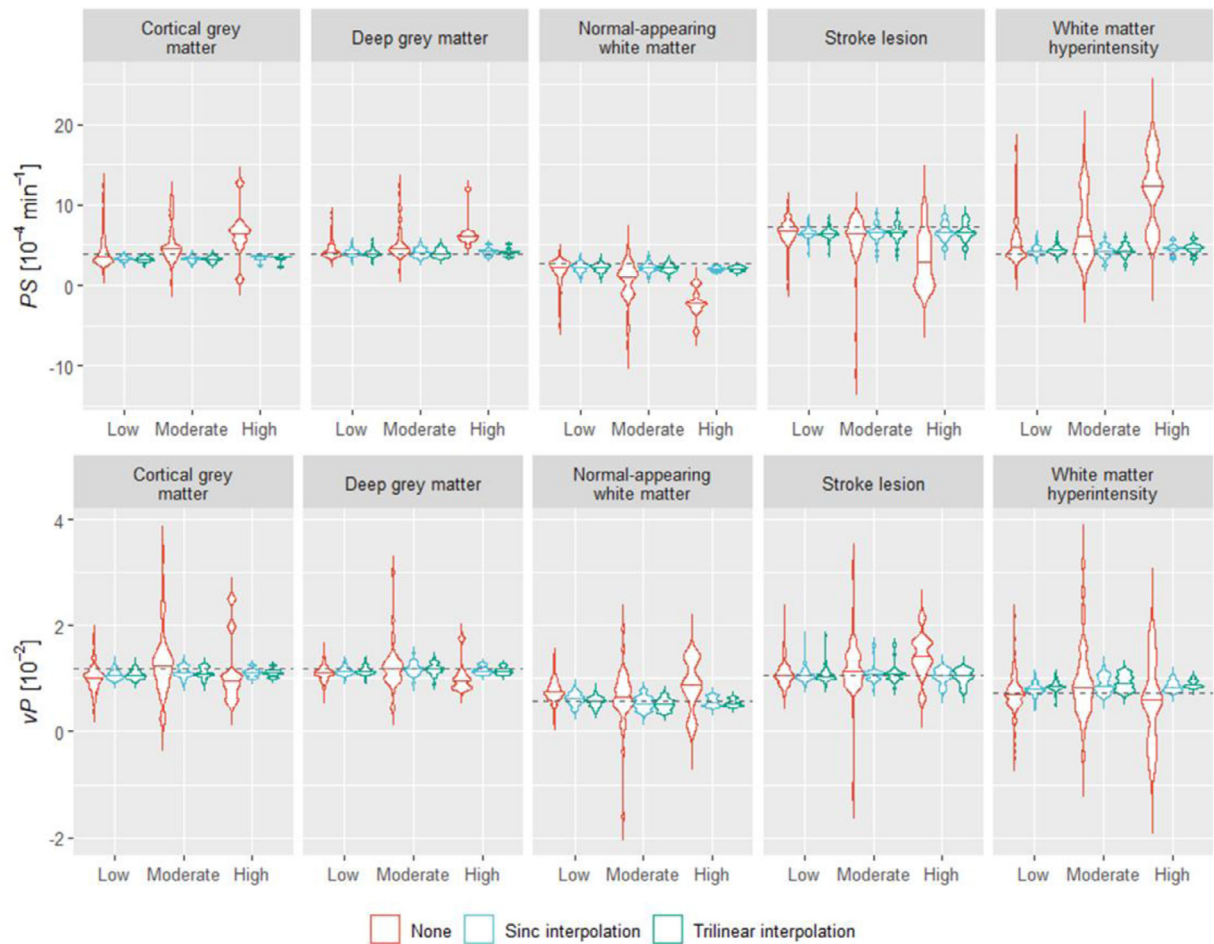 Cortical grey
matter
Deep grey matter
Normal-appearing
white matter
Stroke lesion
White matter
hyperintensity
PS [10⁻⁴ min⁻¹]
20
10
0
-10
Low Moderate High
Low Moderate High
Low Moderate High
Low Moderate High
Low Moderate High
Cortical grey
matter
Deep grey matter
Normal-appearing
white matter
Stroke lesion
White matter
hyperintensity
vP [10⁻²]
4
2
0
-2
Low Moderate High
Low Moderate High
Low Moderate High
Low Moderate High
Low Moderate High
None Sinc interpolation Trilinear interpolation